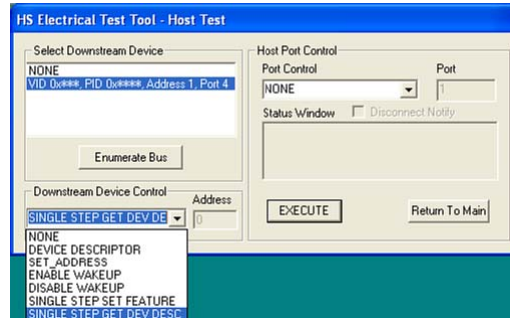 HS Electrical Test Tool - Host Test
Select Downstream Device
NONE
VID 0x***, PID 0x****, Address 1, Port 4
Enumerate Bus
Downstream Device Control
Address
SINGLE STEP GET DEV DE
0
NONE
DEVICE DESCRIPTOR
SET_ADDRESS
ENABLE WAKEUP
DISABLE WAKEUP
SINGLE STEP SET FEATURE
SINGLE STEP GET DEV DESC
Host Port Control
Port Control
Port
NONE
1
Status Window
Disconnect Notify
EXECUTE
Return To Main